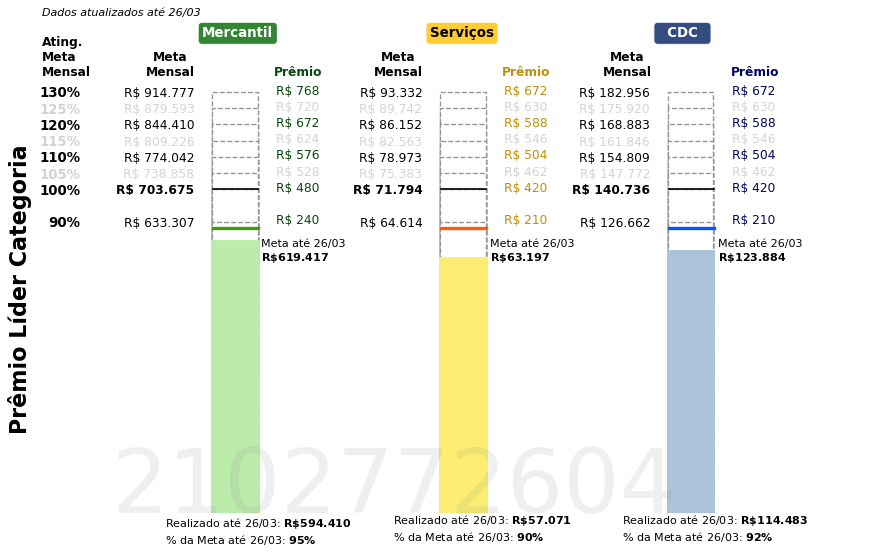 Dados atualizados até 26/03
Mercantil Serviços CDC
Ating.
Meta Meta Meta Meta
Mensal Mensal Prêmio Mensal Prêmio Mensal Prêmio
130% R$ 914.777 R$ 768 R$ 93.332 R$ 672 R$ 182.956 R$ 672
125% R$ 879.593 R$ 720 R$ 89.742 R$ 630 R$ 175.920 R$ 630
120% R$ 844.410 R$ 672 R$ 86.152 R$ 588 R$ 168.883 R$ 588
115% R$ 809.226 R$ 624 R$ 82.563 R$ 546 R$ 161.846 R$ 546
110% R$ 774.042 R$ 576 R$ 78.973 R$ 504 R$ 154.809 R$ 504
105% R$ 738.858 R$ 528 R$ 75.383 R$ 462 R$ 147.772 R$ 462
100% R$ 703.675 R$ 480 R$ 71.794 R$ 420 R$ 140.736 R$ 420
90% R$ 633.307 R$ 240 R$ 64.614 R$ 210 R$ 126.662 R$ 210
Meta até 26/03 Meta até 26/03 Meta até 26/03
R$619.417 R$63.197 R$123.884
Prêmio Líder Categoria
2102772604
Realizado até 26/03: R$594.410 Realizado até 26/03: R$57.071 Realizado até 26/03: R$114.483
% da Meta até 26/03: 95% % da Meta até 26/03: 90% % da Meta até 26/03: 92%